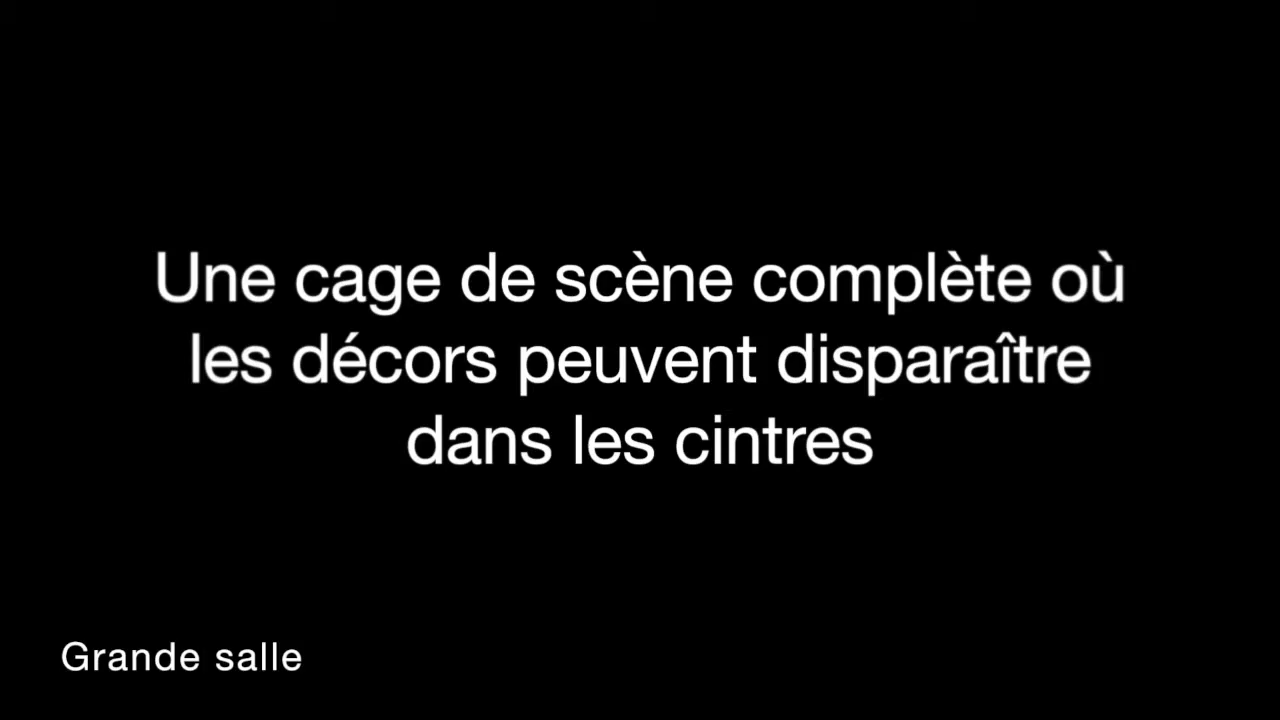 Une cage de scène complète où
les décors peuvent disparaître
dans les cintres
Grande salle